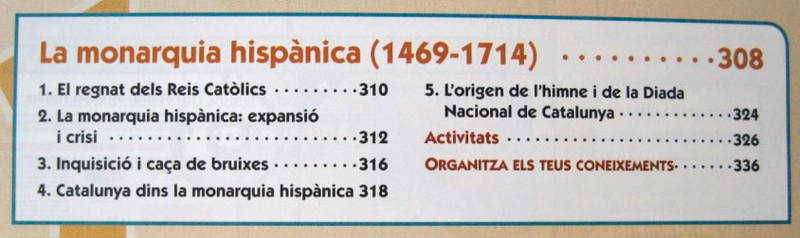 La monarquia hispànica (1469-1714) ..........308
1. El regnat dels Reis Catòlics .........310
2. La monarquia hispànica: expansió
i crisi ..............................312
3. Inquisició i caça de bruixes .........316
4. Catalunya dins la monarquia hispànica 318
5. L'origen de l'himne i de la Diada
Nacional de Catalunya ..............324
Activitats ............................326
ORGANITZA ELS TEUS CONEIXEMENTS.......336